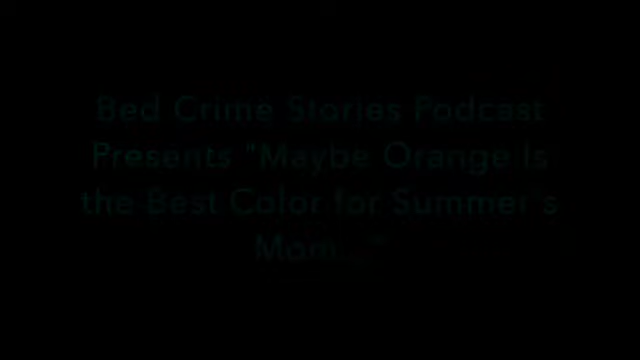 Bed Crime Stories Podcast
Presents "Maybe Orange Is
the Best Color for Summer's
Mom..."